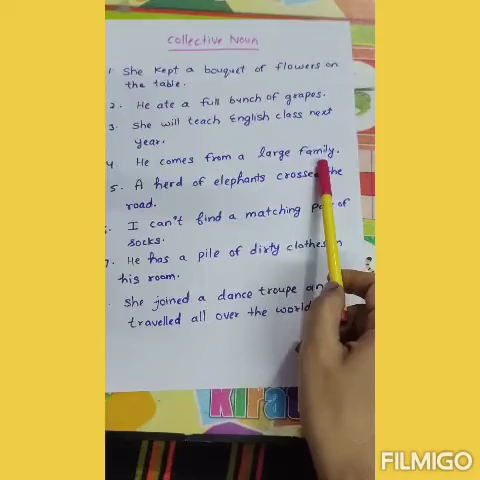 Collective Noun
1 She kept a bouquet of flowers on
the table.
2. He ate a full bunch of grapes.
3. She will teach English class next
year.
4. He comes from a large family.
5. A herd of elephants crossed the
road.
. I can't find a matching of
socks.
7. He has a pile of dirty clothes
his room.
She joined a dance troupe
travelled all over the world
FILMIGO